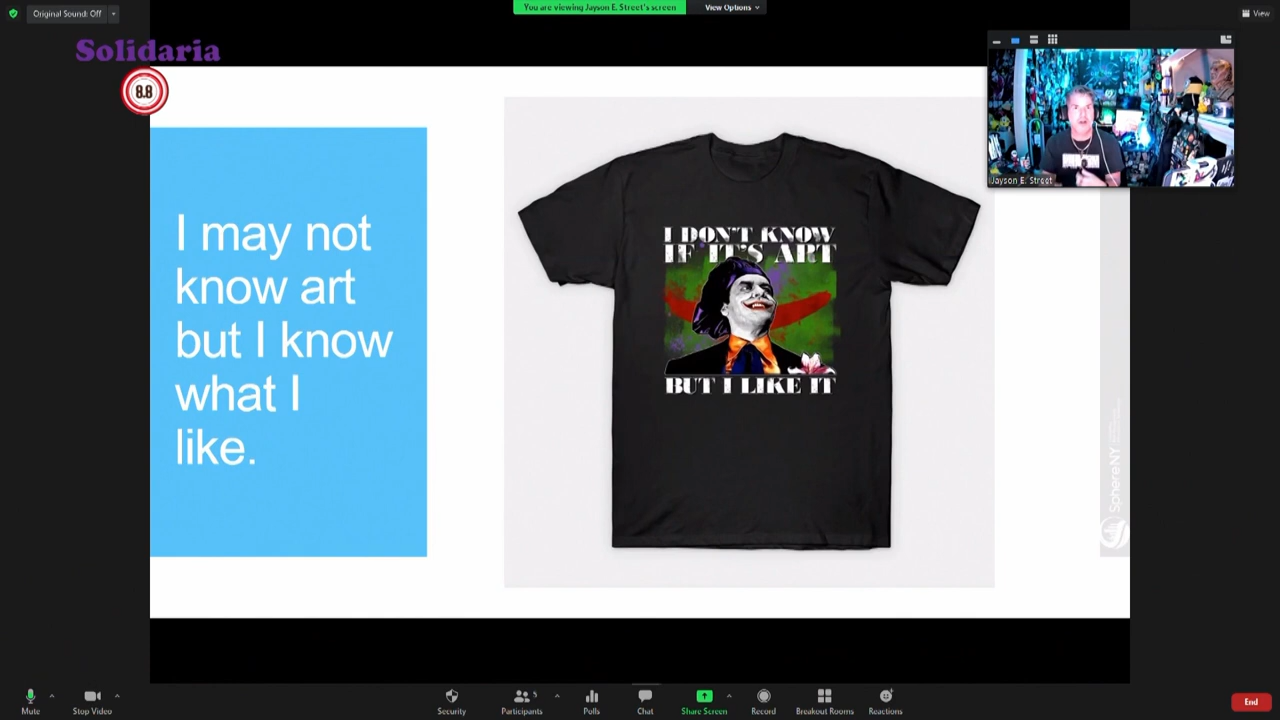 Original Sound: Off
You are viewing Jayson E. Street's screen
View Options
View
Solidaria
8.8
I may not
know art
but I know
what I
like.
I DON'T KNOW
IF IT'S ART
BUT I LIKE IT
Jayson E. Street
SphereNY
Mute
Stop Video
Security
Participants
5
Polls
Chat
Share Screen
Record
Breakout Rooms
Reactions
End